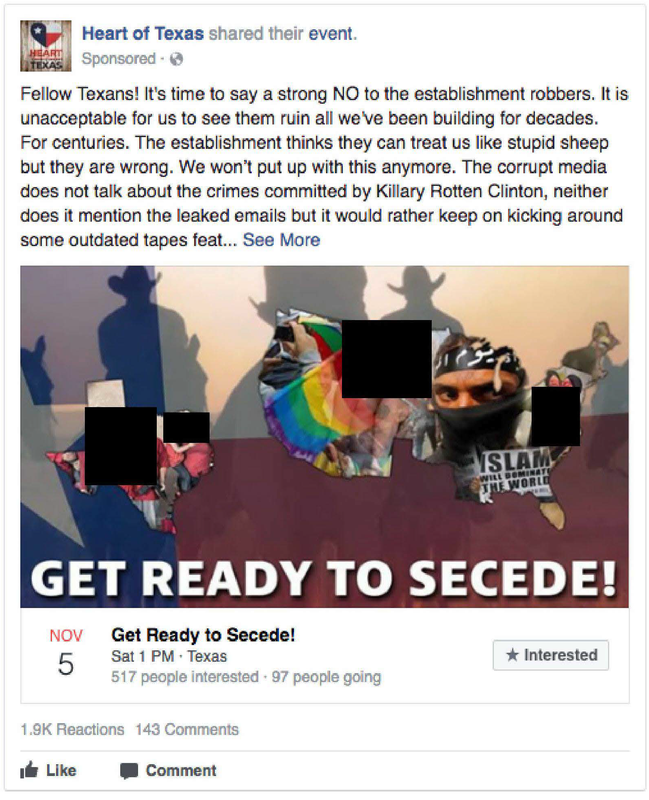 HEART
TEXAS
Heart of Texas shared their event.
Sponsored ·
Fellow Texans! It's time to say a strong NO to the establishment robbers. It is
unacceptable for us to see them ruin all we've been building for decades.
For centuries. The establishment thinks they can treat us like stupid sheep
but they are wrong. We won't put up with this anymore. The corrupt media
does not talk about the crimes committed by Killary Rotten Clinton, neither
does it mention the leaked emails but it would rather keep on kicking around
some outdated tapes feat... See More
ISLAM
WILL DOMINATE
THE WORLD
GET READY TO SECEDE!
NOV
5
Get Ready to Secede!
Sat 1 PM · Texas
517 people interested · 97 people going
★ Interested
1.9K Reactions 143 Comments
Like Comment